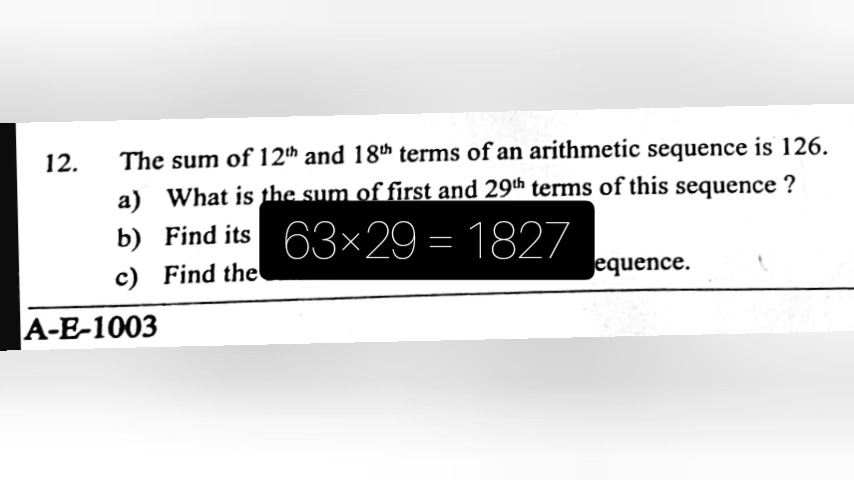 12. The sum of 12th and 18th terms of an arithmetic sequence is 126.
a) What is the sum of first and 29th terms of this sequence ?
b) Find its
63×29 = 1827
c) Find the equence.
A-E-1003